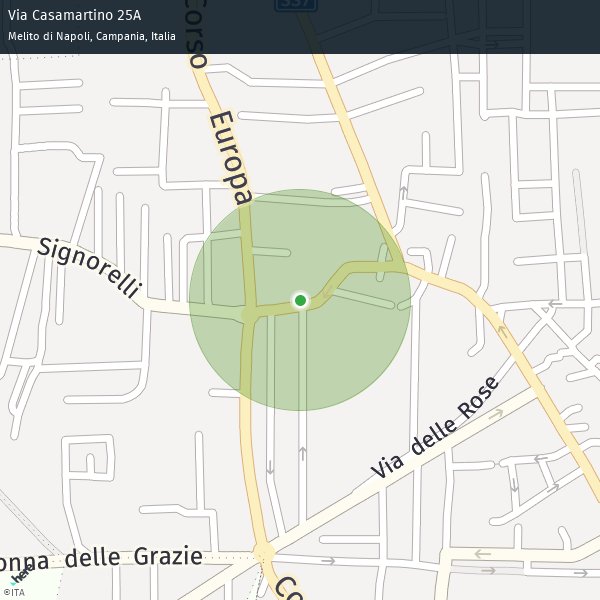 Via Casamartino 25A
Melito di Napoli, Campania, Italia
Corso
Europa
Signorelli
Via delle Rose
onna delle Grazie
Co
here
©ITA